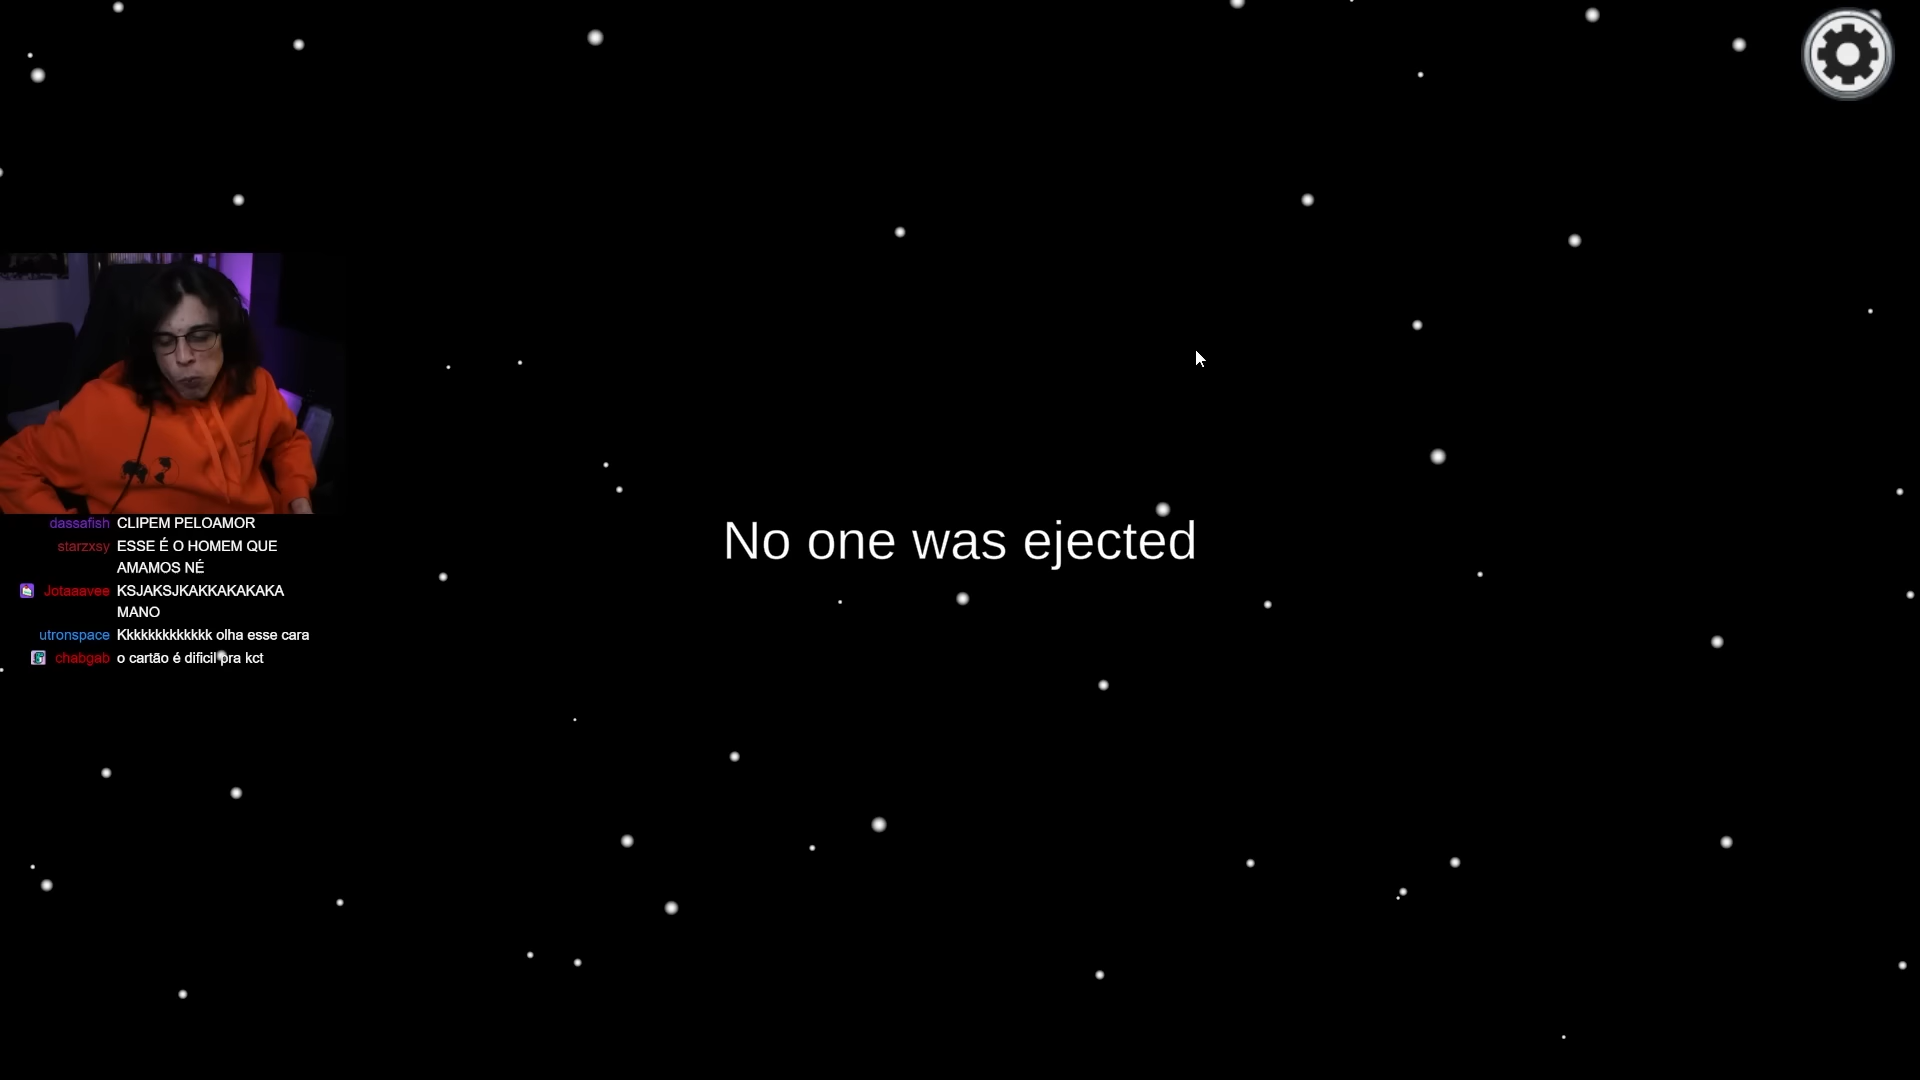 No one was ejected
dassafish CLIPEM PELOAMOR
starzxsy ESSE É O HOMEM QUE
AMAMOS NÉ
Jotaaavee KSJAKSJKAKKAKAKAKA
MANO
utronspace Kkkkkkkkkkkkk olha esse cara
chabgab o cartão é dificil pra kct